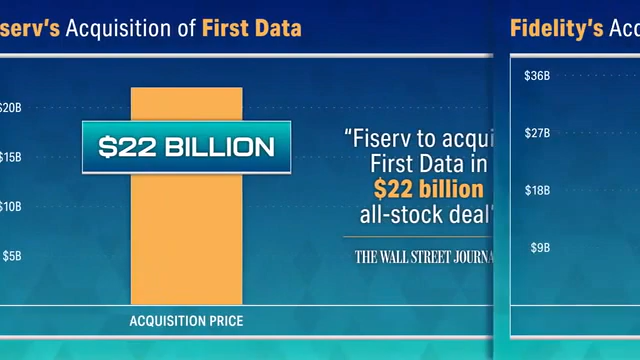 serv's Acquisition of First Data
$20B
$15B
$10B
$5B
$22 BILLION
ACQUISITION PRICE
"Fiserv to acqui
First Data in
$22 billion
all-stock deal"
THE WALL STREET JOURNA
Fidelity's Acq
$36B
$27B
$18B
$9B